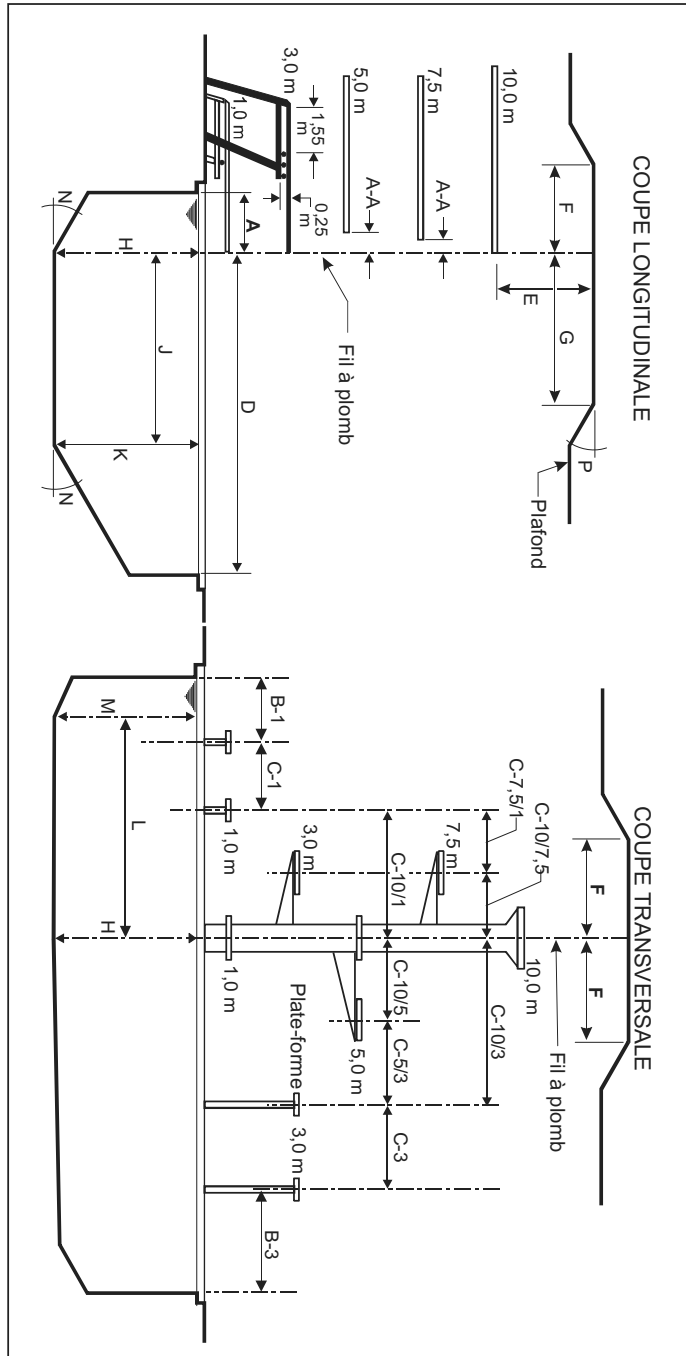 COUPE LONGITUDINALE
F
G
P
Plafond
E
10,0 m
7,5 m
A-A
5,0 m
A-A
Fil à plomb
3,0 m
1,55
m
0,25
m
1,0 m
A
D
N
H
J
K
N
COUPE TRANSVERSALE
F
F
Fil à plomb
10,0 m
C-7,5/1
C-10/7,5
C-10/3
7,5 m
C-10/1
C-10/5
C-5/3
C-3
3,0 m
5,0 m
Plate-forme
3,0 m
B-1
C-1
B-3
1,0 m
1,0 m
M
L
H